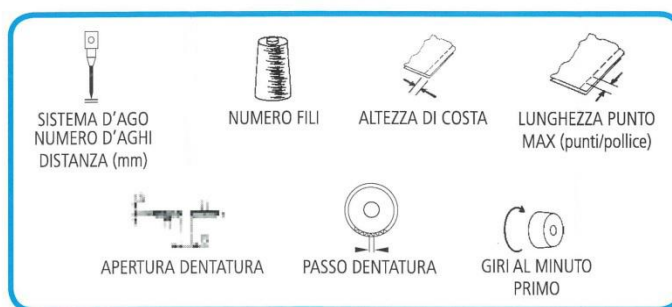 SISTEMA D'AGO
NUMERO D'AGHI
DISTANZA (mm)
NUMERO FILI
ALTEZZA DI COSTA
LUNGHEZZA PUNTO
MAX (punti/pollice)
APERTURA DENTATURA
PASSO DENTATURA
GIRI AL MINUTO
PRIMO